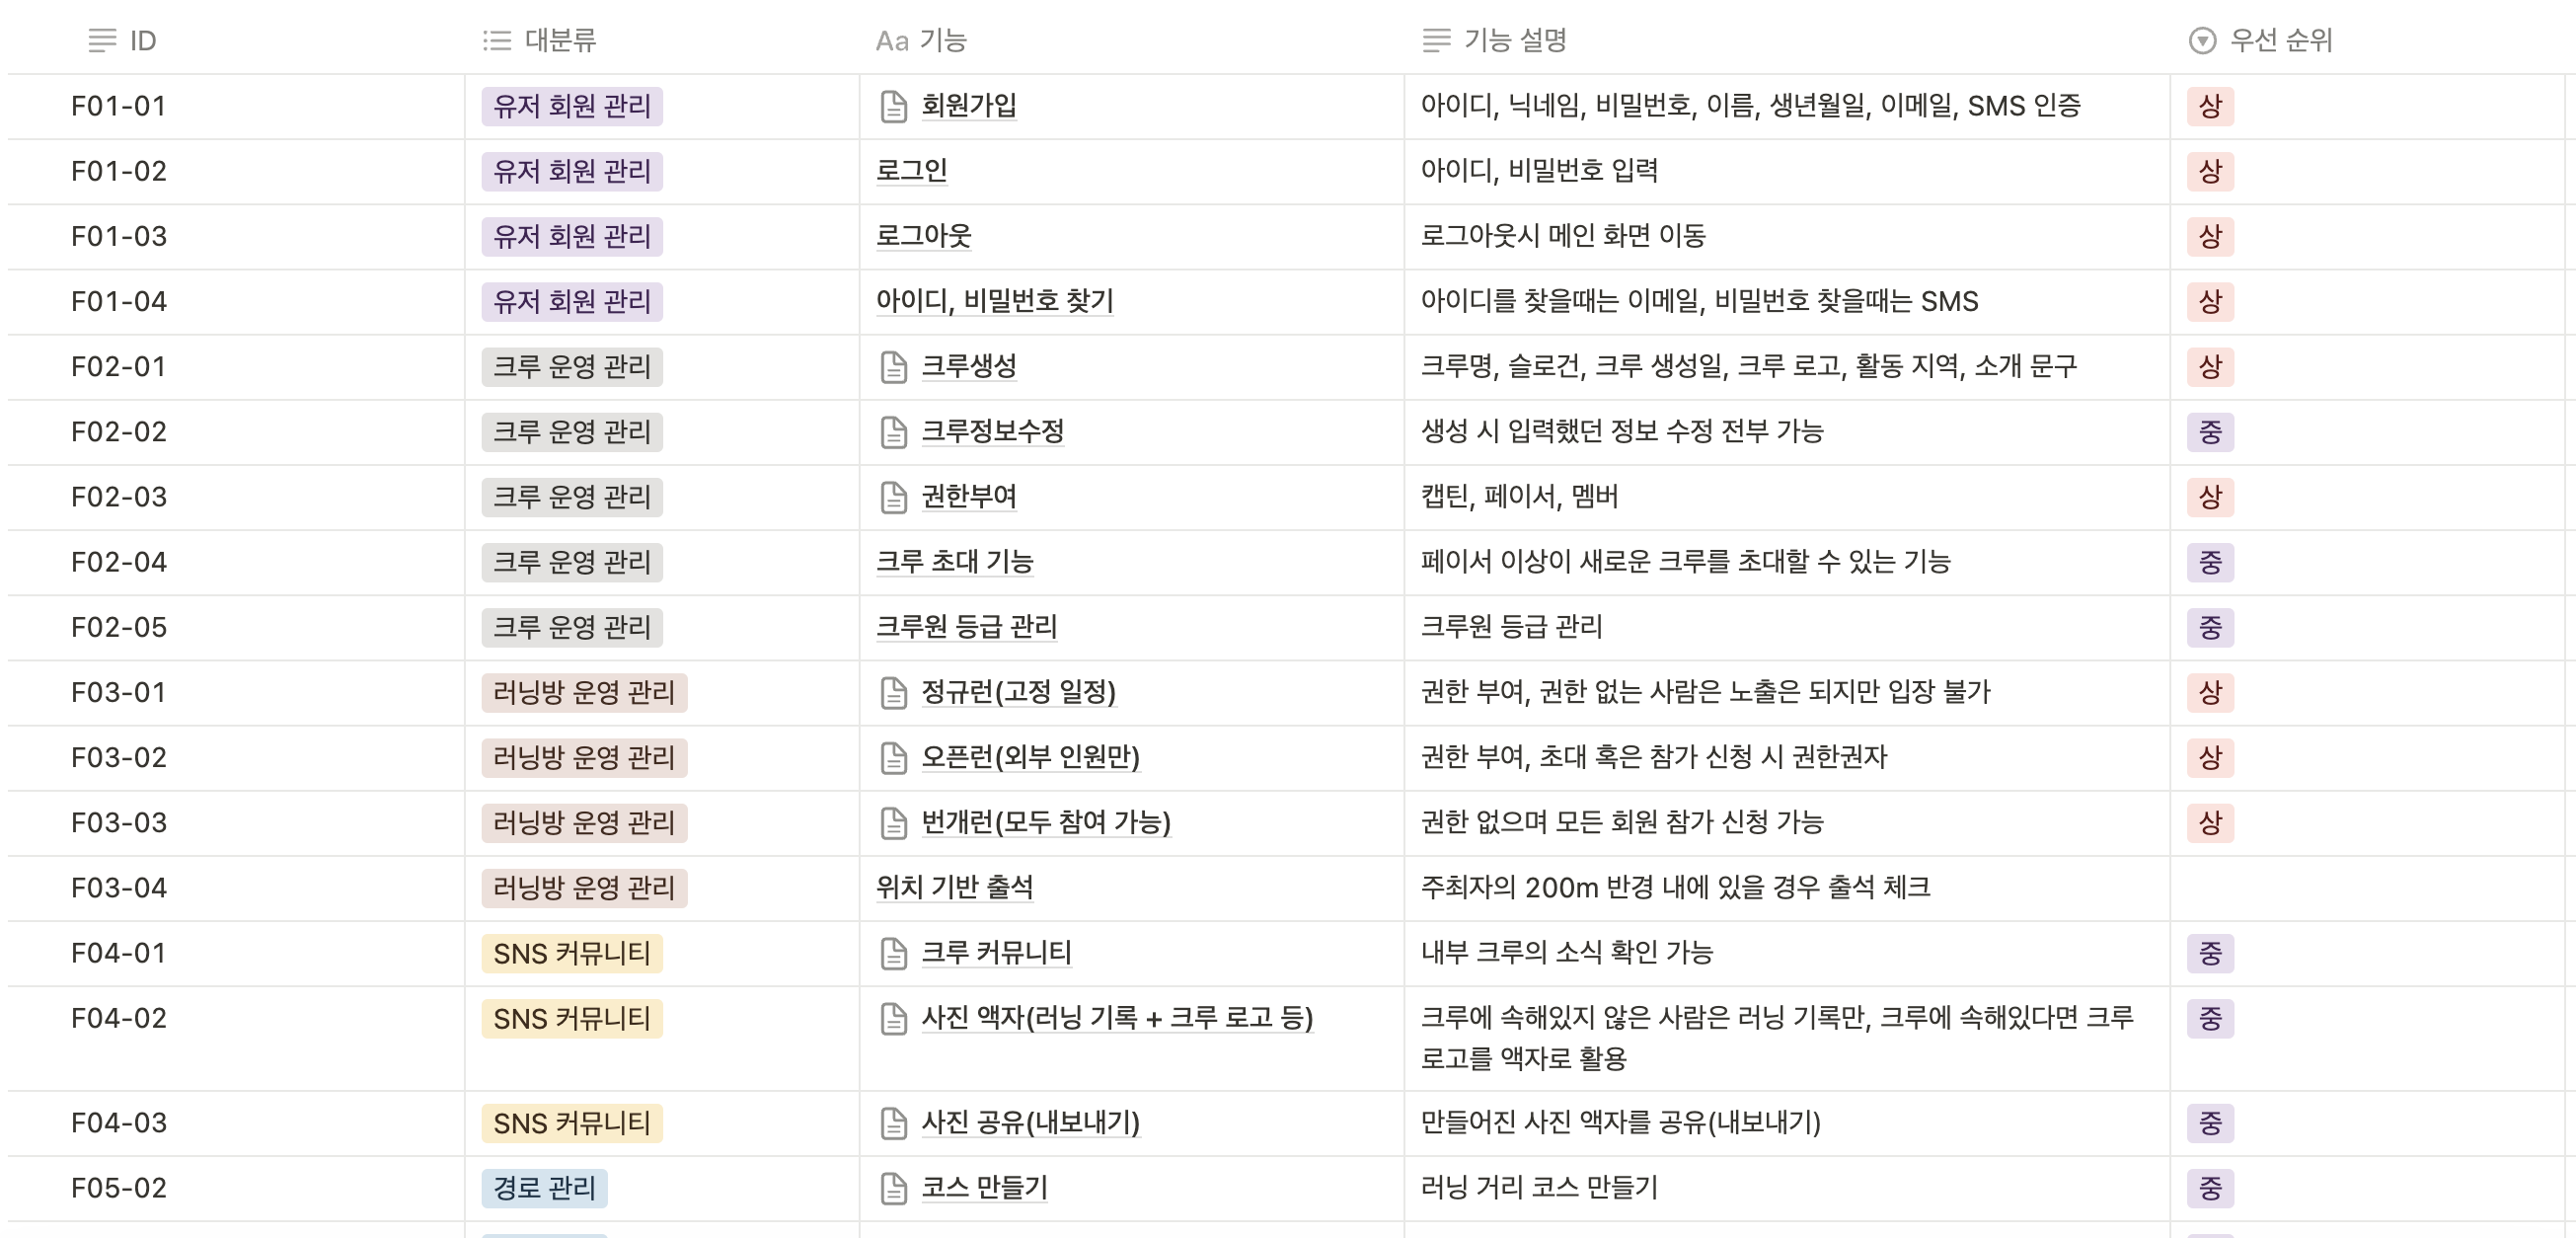 ID 대분류 Aa 기능 기능 설명 우선 순위
F01-01 유저 회원 관리 회원가입 아이디, 닉네임, 비밀번호, 이름, 생년월일, 이메일, SMS 인증 상
F01-02 유저 회원 관리 로그인 아이디, 비밀번호 입력 상
F01-03 유저 회원 관리 로그아웃 로그아웃시 메인 화면 이동 상
F01-04 유저 회원 관리 아이디, 비밀번호 찾기 아이디를 찾을때는 이메일, 비밀번호 찾을때는 SMS 상
F02-01 크루 운영 관리 크루생성 크루명, 슬로건, 크루 생성일, 크루 로고, 활동 지역, 소개 문구 상
F02-02 크루 운영 관리 크루정보수정 생성 시 입력했던 정보 수정 전부 가능 중
F02-03 크루 운영 관리 권한부여 캡틴, 페이서, 멤버 상
F02-04 크루 운영 관리 크루 초대 기능 페이서 이상이 새로운 크루를 초대할 수 있는 기능 중
F02-05 크루 운영 관리 크루원 등급 관리 크루원 등급 관리 중
F03-01 러닝방 운영 관리 정규런(고정 일정) 권한 부여, 권한 없는 사람은 노출은 되지만 입장 불가 상
F03-02 러닝방 운영 관리 오픈런(외부 인원만) 권한 부여, 초대 혹은 참가 신청 시 권한권자 상
F03-03 러닝방 운영 관리 번개런(모두 참여 가능) 권한 없으며 모든 회원 참가 신청 가능 상
F03-04 러닝방 운영 관리 위치 기반 출석 주최자의 200m 반경 내에 있을 경우 출석 체크
F04-01 SNS 커뮤니티 크루 커뮤니티 내부 크루의 소식 확인 가능 중
F04-02 SNS 커뮤니티 사진 액자(러닝 기록 + 크루 로고 등) 크루에 속해있지 않은 사람은 러닝 기록만, 크루에 속해있다면 크루 중
로고를 액자로 활용
F04-03 SNS 커뮤니티 사진 공유(내보내기) 만들어진 사진 액자를 공유(내보내기) 중
F05-02 경로 관리 코스 만들기 러닝 거리 코스 만들기 중